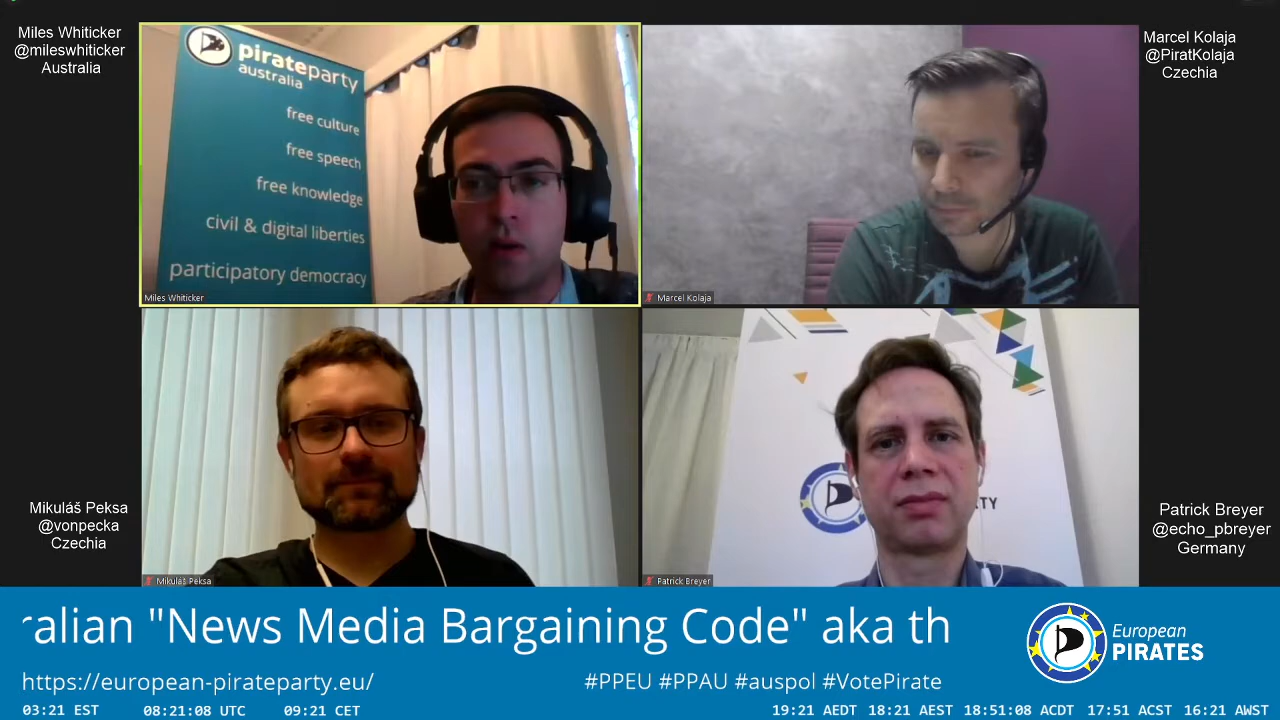 Miles Whiticker
@mileswhiticker
Australia
pirateparty
australia
free culture
free speech
free knowledge
civil & digital liberties
participatory democracy
Miles Whiticker
Marcel Kolaja
@PiratKolaja
Czechia
Marcel Kolaja
Mikuláš Peksa
@vonpecka
Czechia
Mikuláš Peksa
RTY
Patrick Breyer
Patrick Breyer
@echo_pbreyer
Germany
ralian "News Media Bargaining Code" aka th
European
PIRATES
https://european-pirateparty.eu/
#PPEU #PPAU #auspol #VotePirate
03:21 EST 08:21:08 UTC 09:21 CET
19:21 AEDT 18:21 AEST 18:51:08 ACDT 17:51 ACST 16:21 AWST